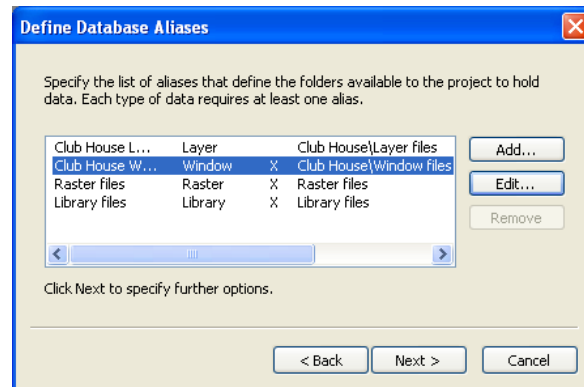 Define Database Aliases
Specify the list of aliases that define the folders available to the project to hold
data. Each type of data requires at least one alias.
Club House L... Layer Club House\Layer files
Club House W... Window X Club House\Window files
Raster files Raster X Raster files
Library files Library X Library files
Add...
Edit...
Remove
Click Next to specify further options.
< Back Next > Cancel